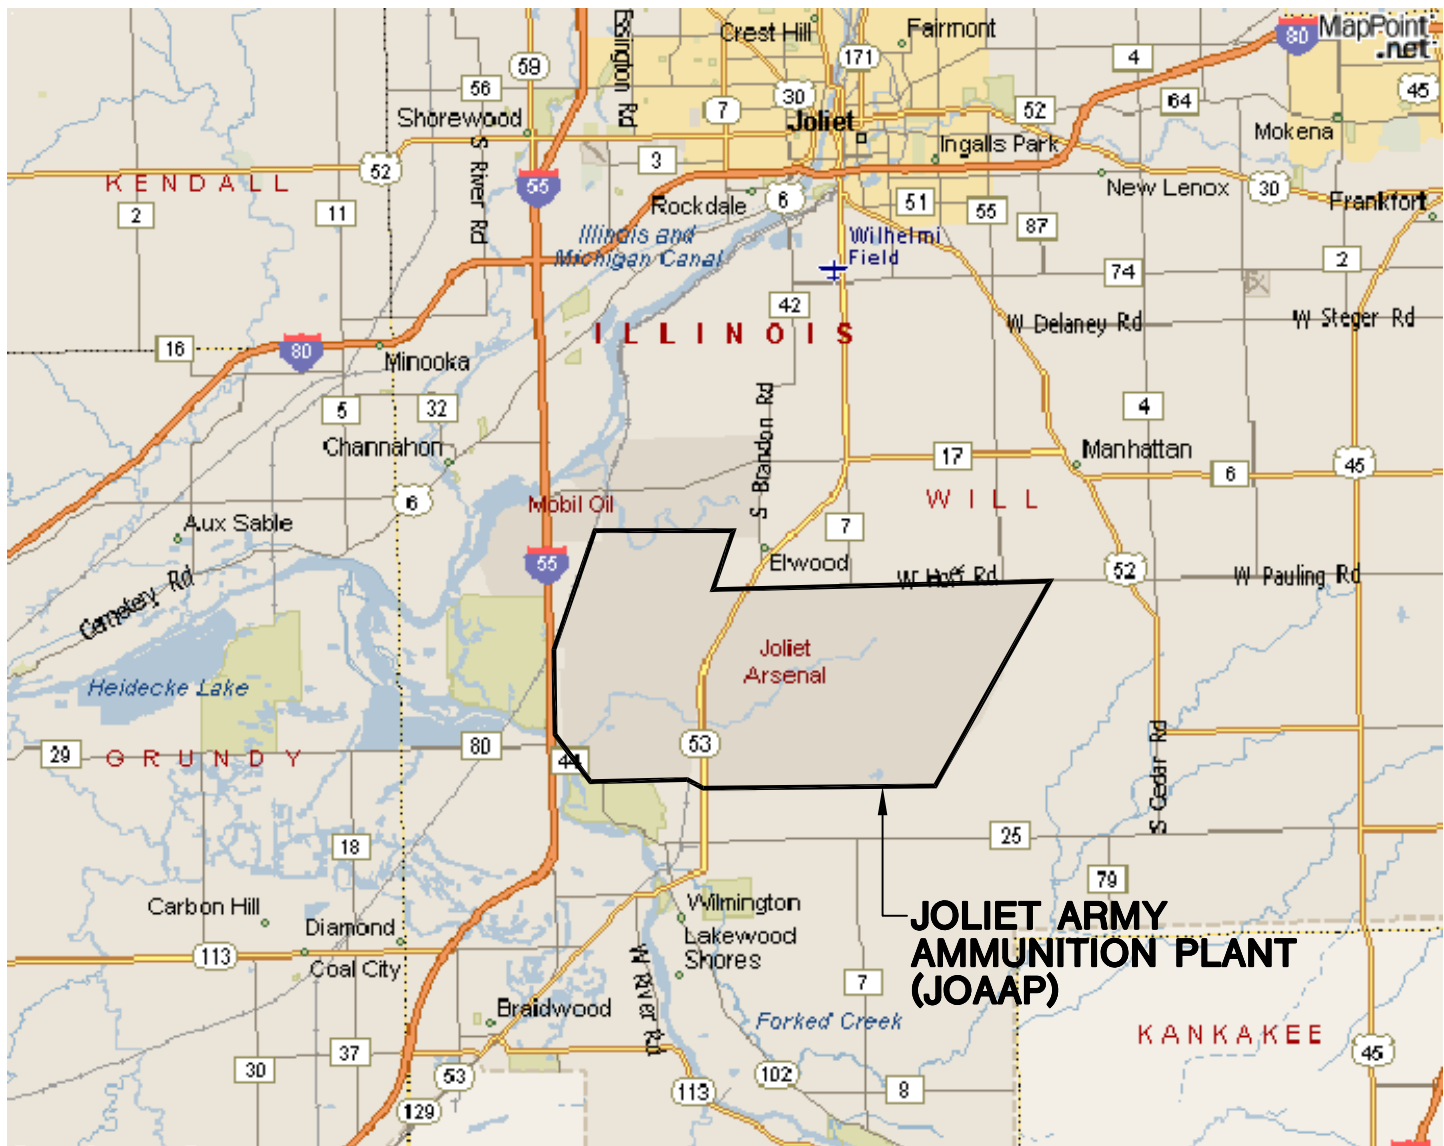 Essington Rd
Crest Hill
Fairmont
80
MapPoint
.net
59
171
4
56
30
45
7
52
64
Shorewood
Joliet
Mokena
S River Rd
3
Ingalls Park
52
KENDALL
55
New Lenox
30
2
11
Rockdale
6
51
55
Frankfort
87
Illinois and
Michigan Canal
Wilhelmi
Field
2
74
42
W Delaney Rd
W Steger Rd
ILLINOIS
16
80
Minooka
5
32
S Brandon Rd
4
Channahon
17
Manhattan
45
6
6
Mobil Oil
WILL
Aux Sable
7
55
Elwood
52
Cemetery Rd
W Hoff Rd
W Pauling Rd
Joliet
Arsenal
Heidecke Lake
53
80
29
GRUNDY
44
S Cedar Rd
25
18
79
Carbon Hill
Wilmington
JOLIET ARMY
AMMUNITION PLANT
(JOAAP)
Diamond
Lakewood
Shores
113
Coal City
W River Rd
7
Braidwood
Forked Creek
KANKAKEE
37
45
30
53
102
113
8
129